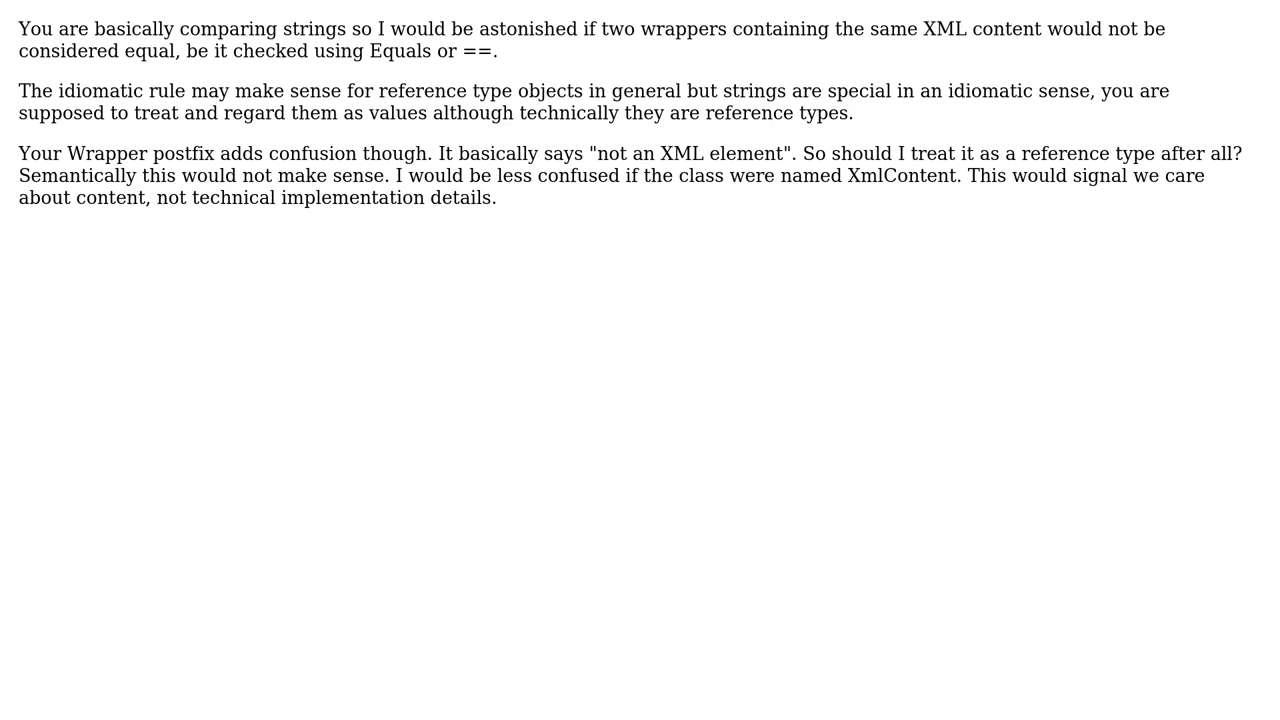 You are basically comparing strings so I would be astonished if two wrappers containing the same XML content would not be
considered equal, be it checked using Equals or ==.
The idiomatic rule may make sense for reference type objects in general but strings are special in an idiomatic sense, you are
supposed to treat and regard them as values although technically they are reference types.
Your Wrapper postfix adds confusion though. It basically says "not an XML element". So should I treat it as a reference type after all?
Semantically this would not make sense. I would be less confused if the class were named XmlContent. This would signal we care
about content, not technical implementation details.